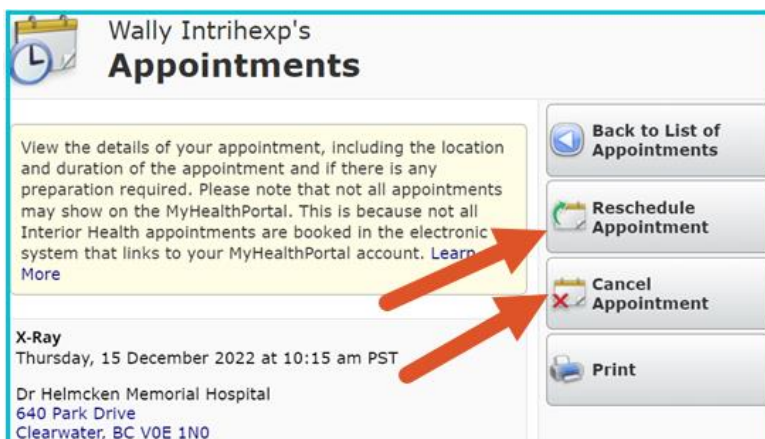 Wally Intrihexp's
Appointments
View the details of your appointment, including the location
and duration of the appointment and if there is any
preparation required. Please note that not all appointments
may show on the MyHealthPortal. This is because not all
Interior Health appointments are booked in the electronic
system that links to your MyHealthPortal account. Learn
More
X-Ray
Thursday, 15 December 2022 at 10:15 am PST
Dr Helmcken Memorial Hospital
640 Park Drive
Clearwater, BC V0E 1N0
Back to List of
Appointments
Reschedule
Appointment
Cancel
Appointment
Print